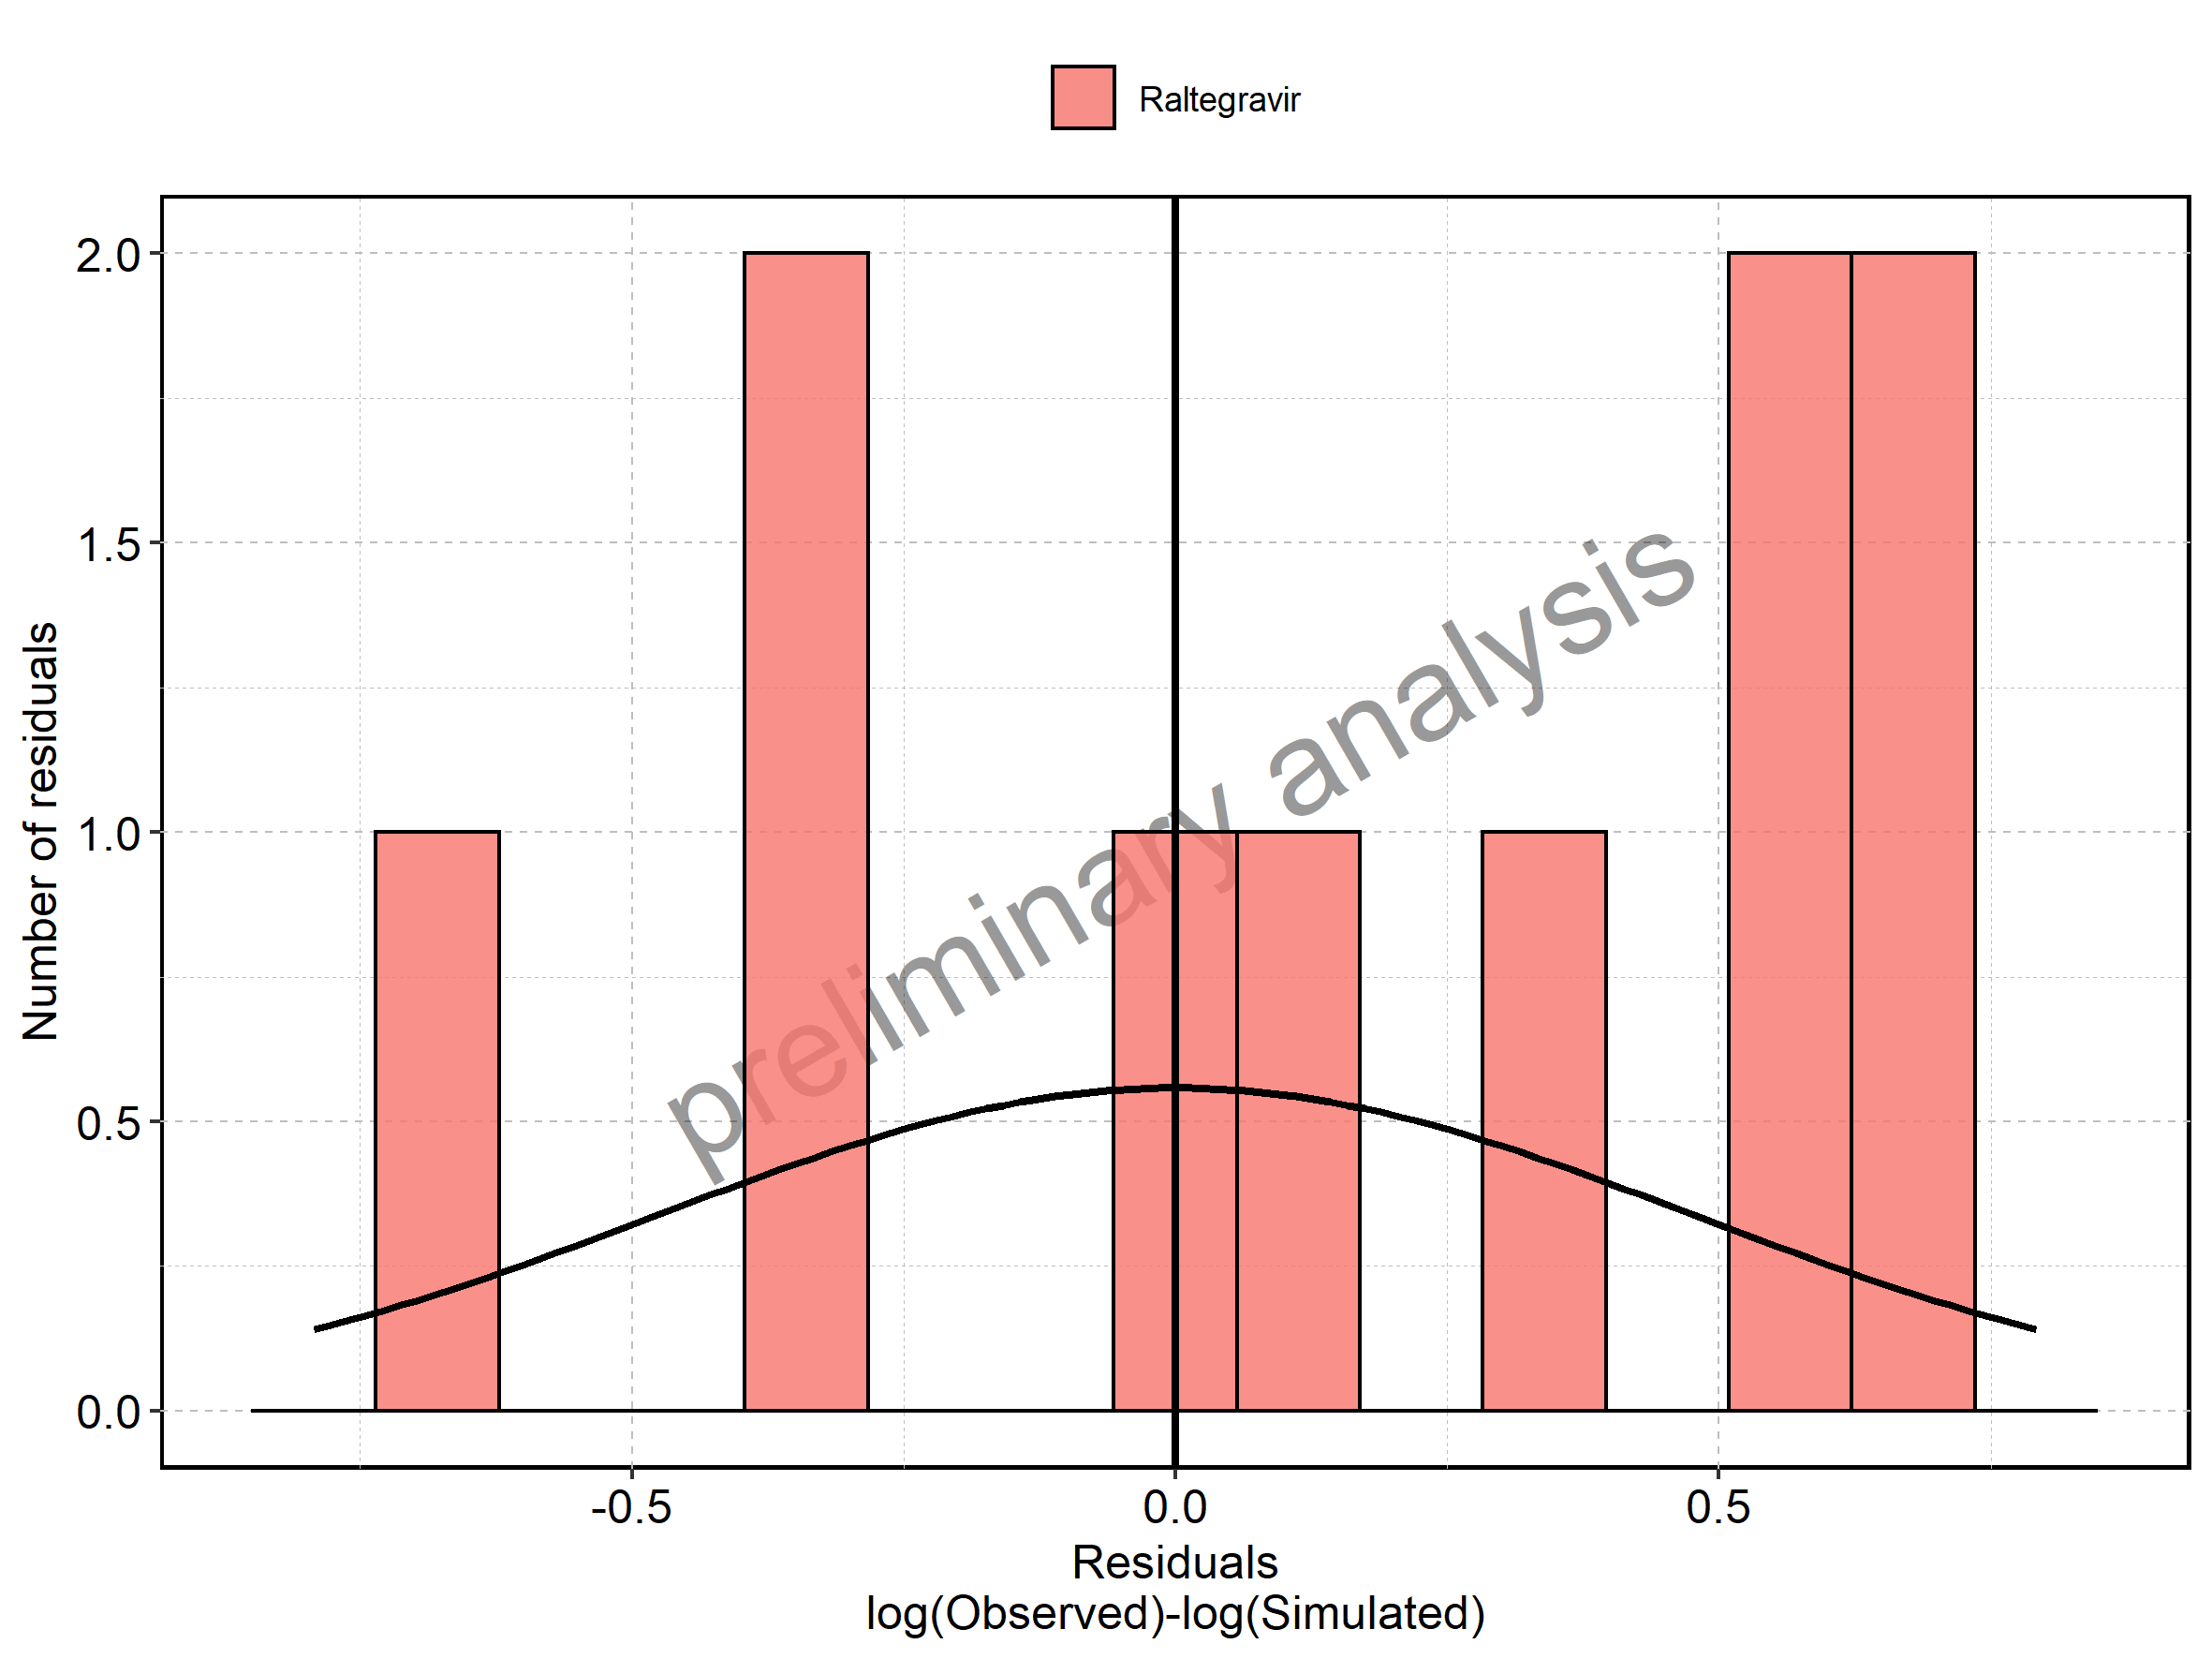 Raltegravir
2.0
1.5
1.0
0.5
0.0
Number of residuals
preliminary analysis
-0.5
0.0
0.5
Residuals
log(Observed)-log(Simulated)